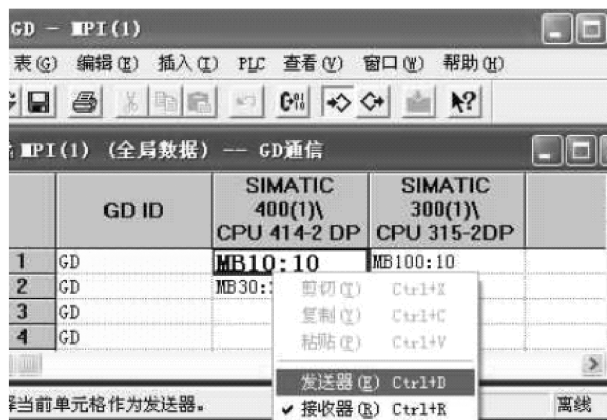 GD - MPI(1)
表(G) 编辑(E) 插入(I) PLC 查看(V) 窗口(W) 帮助(H)
MPI(1) (全局数据) -- GD通信
GD ID
SIMATIC
400(1)\
CPU 414-2 DP
SIMATIC
300(1)\
CPU 315-2DP
1 GD MB10:10 MB100:10
2 GD MB30:
3 GD
4 GD
剪切(T) Ctrl+X
复制(Y) Ctrl+C
粘贴(P) Ctrl+V
发送器(E) Ctrl+D
✓ 接收器(R) Ctrl+R
当前单元格作为发送器。
离线